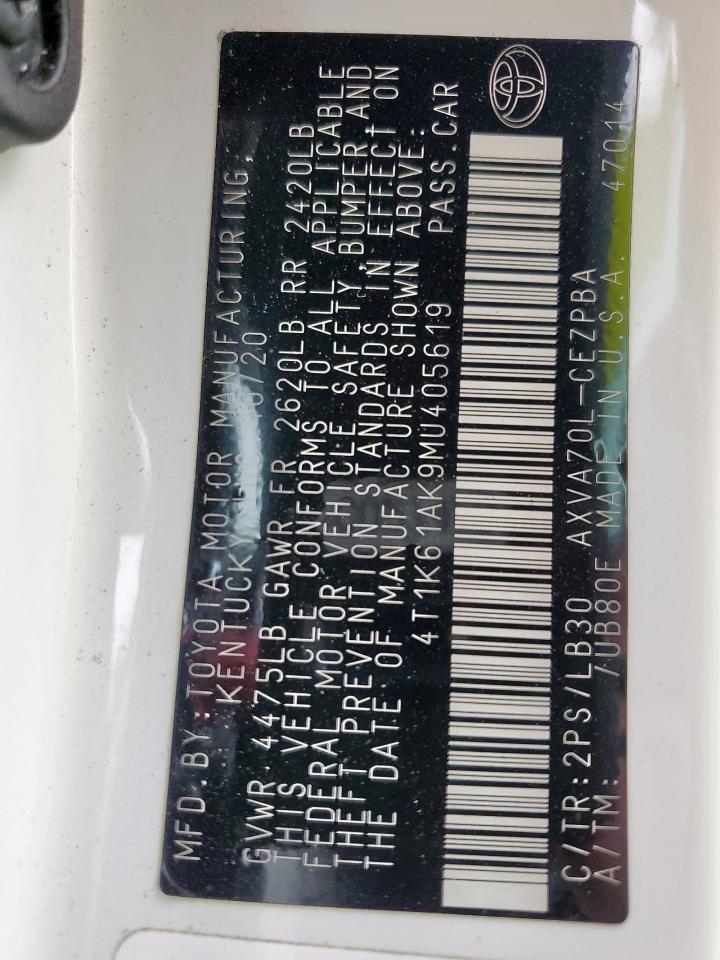 MFD.BY:TOYOTA MOTOR MANUFACTURING,
KENTUCKY, /20
GVWR 4475LB GAWR FR 2620LB RR 2420LB
THIS VEHICLE CONFORMS TO ALL APPLICABLE
FEDERAL MOTOR VEHICLE SAFETY, BUMPER, AND
THEFT PREVENTION STANDARDS IN EFFECT ON
THE DATE OF MANUFACTURE SHOWN ABOVE.
4T1K61AK9MU405619 PASS.CAR
C/TR:2PS/LB30 AXVA70L-CEZPBA
A/TM: /UB80E MADE IN U.S.A. 47014